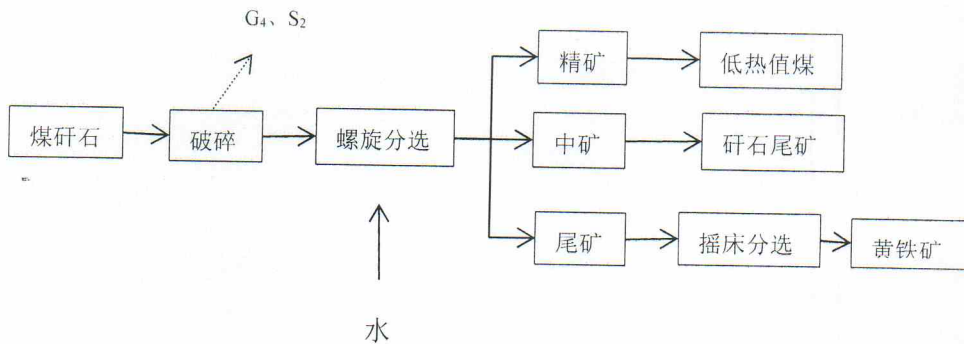 G₄、S₂
精矿
低热值煤
煤矸石
破碎
螺旋分选
中矿
矸石尾矿
尾矿
摇床分选
黄铁矿
水